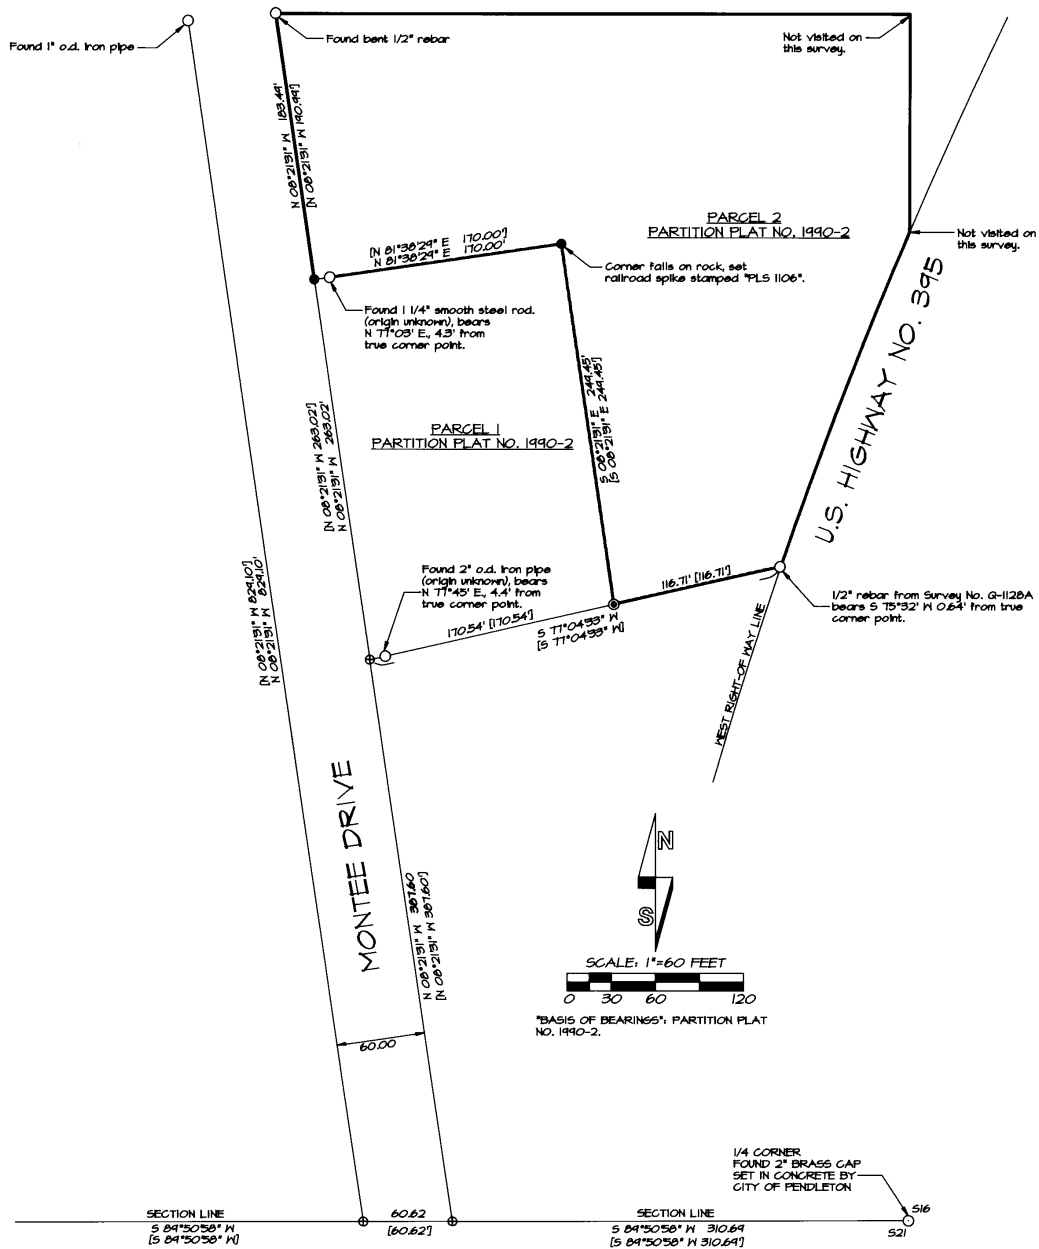 Found 1" o.d. iron pipe
Found bent 1/2" rebar
Not visited on
this survey.
N 08°21'31" W 183.49'
[N 08°21'31" W 190.99']
PARCEL 2
PARTITION PLAT NO. 1990-2
Not visited on
this survey.
[N 81°38'29" E 170.00']
N 81°38'29" E 170.00'
Corner falls on rock, set
railroad spike stamped "PLS 1106".
Found 1 1/4" smooth steel rod.
(origin unknown), bears
N 77°03' E., 4.3' from
true corner point.
U.S. HIGHWAY NO. 395
S 08°21'31" E 249.45'
[S 08°21'31" E 249.45']
PARCEL 1
PARTITION PLAT NO. 1990-2
[N 08°21'31" W 263.02']
N 08°21'31" W 263.02'
Found 2" o.d. iron pipe
(origin unknown), bears
N 77°45' E., 4.4' from
true corner point.
116.71' [116.71']
1/2" rebar from Survey No. Q-1128A
bears S 75°32' W 0.64' from true
corner point.
170.54' [170.54']
S 77°04'33" W
[S 77°04'33" W]
[N 08°21'31" W 829.10']
N 08°21'31" W 829.10'
WEST RIGHT-OF WAY LINE
MONTEE DRIVE
N
S
N 08°21'31" W 387.60
[N 08°21'31" W 387.60']
SCALE: 1"=60 FEET
0 30 60 120
"BASIS OF BEARINGS": PARTITION PLAT
NO. 1990-2.
60.00
1/4 CORNER
FOUND 2" BRASS CAP
SET IN CONCRETE BY
CITY OF PENDLETON
S16
S21
SECTION LINE
S 89°50'58" W
[S 89°50'58" W]
60.62
[60.62']
SECTION LINE
S 89°50'58" W 310.69
[S 89°50'58" W 310.69']